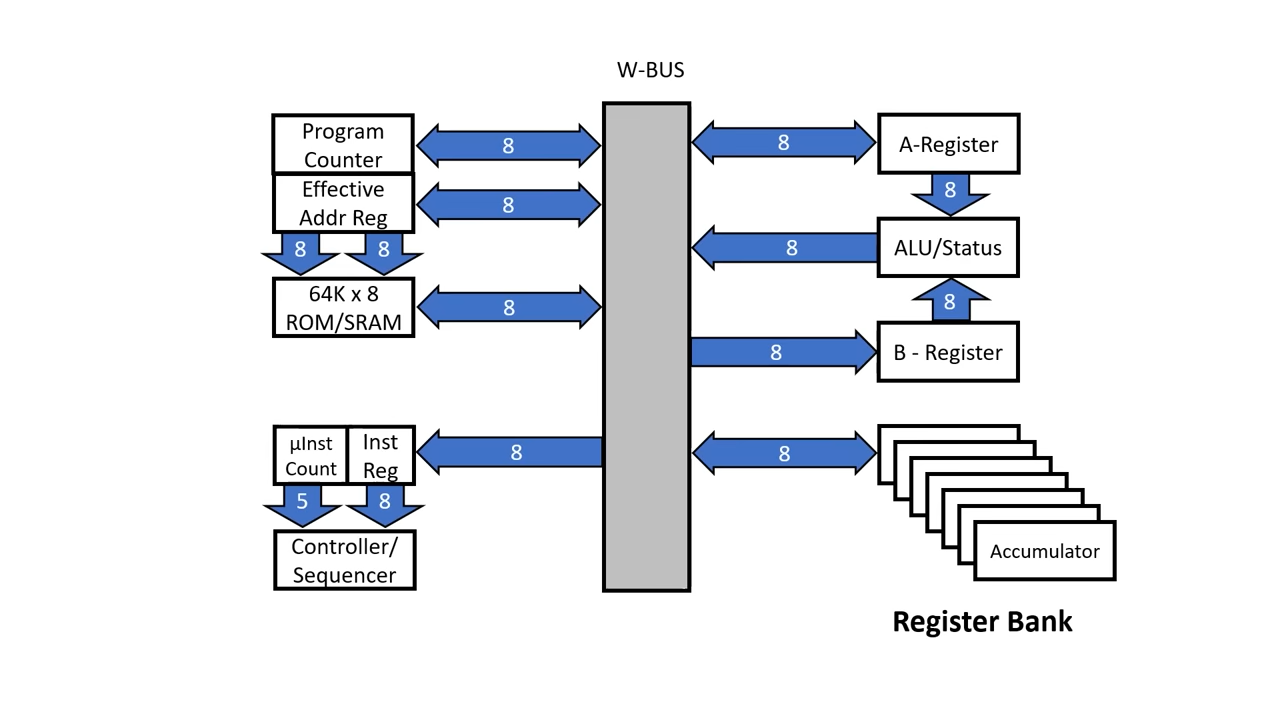 W-BUS
Program
Counter
8
8
A-Register
Effective
Addr Reg
8
8
8
8
8
ALU/Status
64K x 8
ROM/SRAM
8
8
8
B - Register
µInst
Count
Inst
Reg
8
8
5
8
Controller/
Sequencer
Accumulator
Register Bank